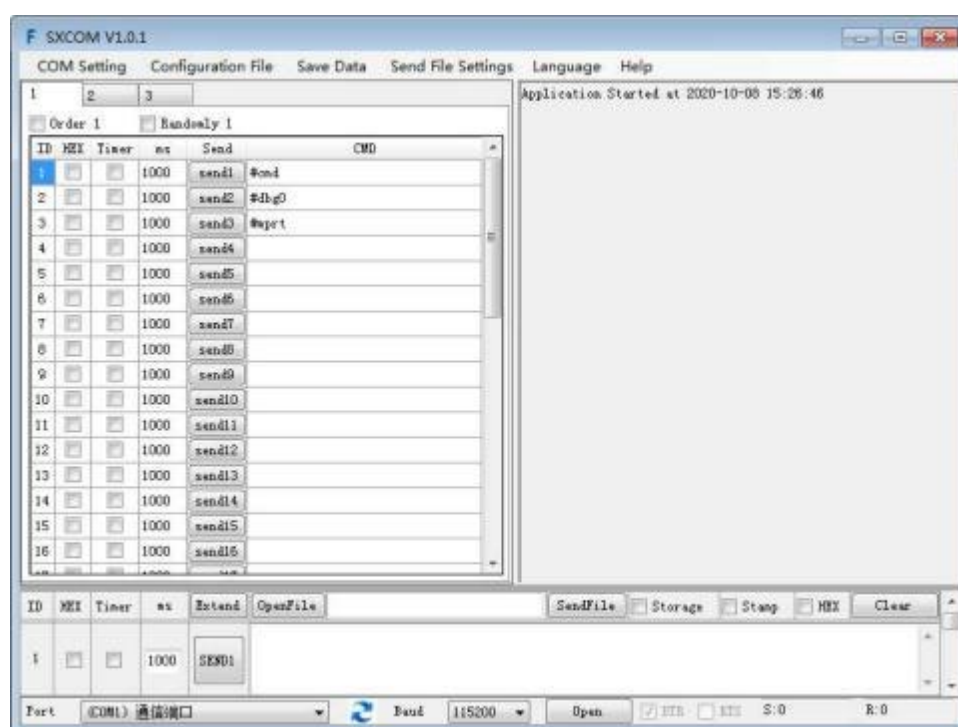 F SXCOM V1.0.1
COM Setting Configuration File Save Data Send File Settings Language Help
1 2 3
Application Started at 2020-10-08 15:26:46
Order 1 Randomly 1
ID HEX Timer ms Send CMD
1 1000 send1 #cmd
2 1000 send2 #dbg0
3 1000 send3
4 1000 send4
5 1000 send5
6 1000 send6
7 1000 send7
8 1000 send8
9 1000 send9
10 1000 send10
11 1000 send11
12 1000 send12
13 1000 send13
14 1000 send14
15 1000 send15
16 1000 send16
ID HEX Timer ms Extend OpenFile SendFile Storage Stamp HEX Clear
1 1000 SEND1
Port (COM1) 通信端口 Baud 115200 Open DTR RTS S:0 R:0